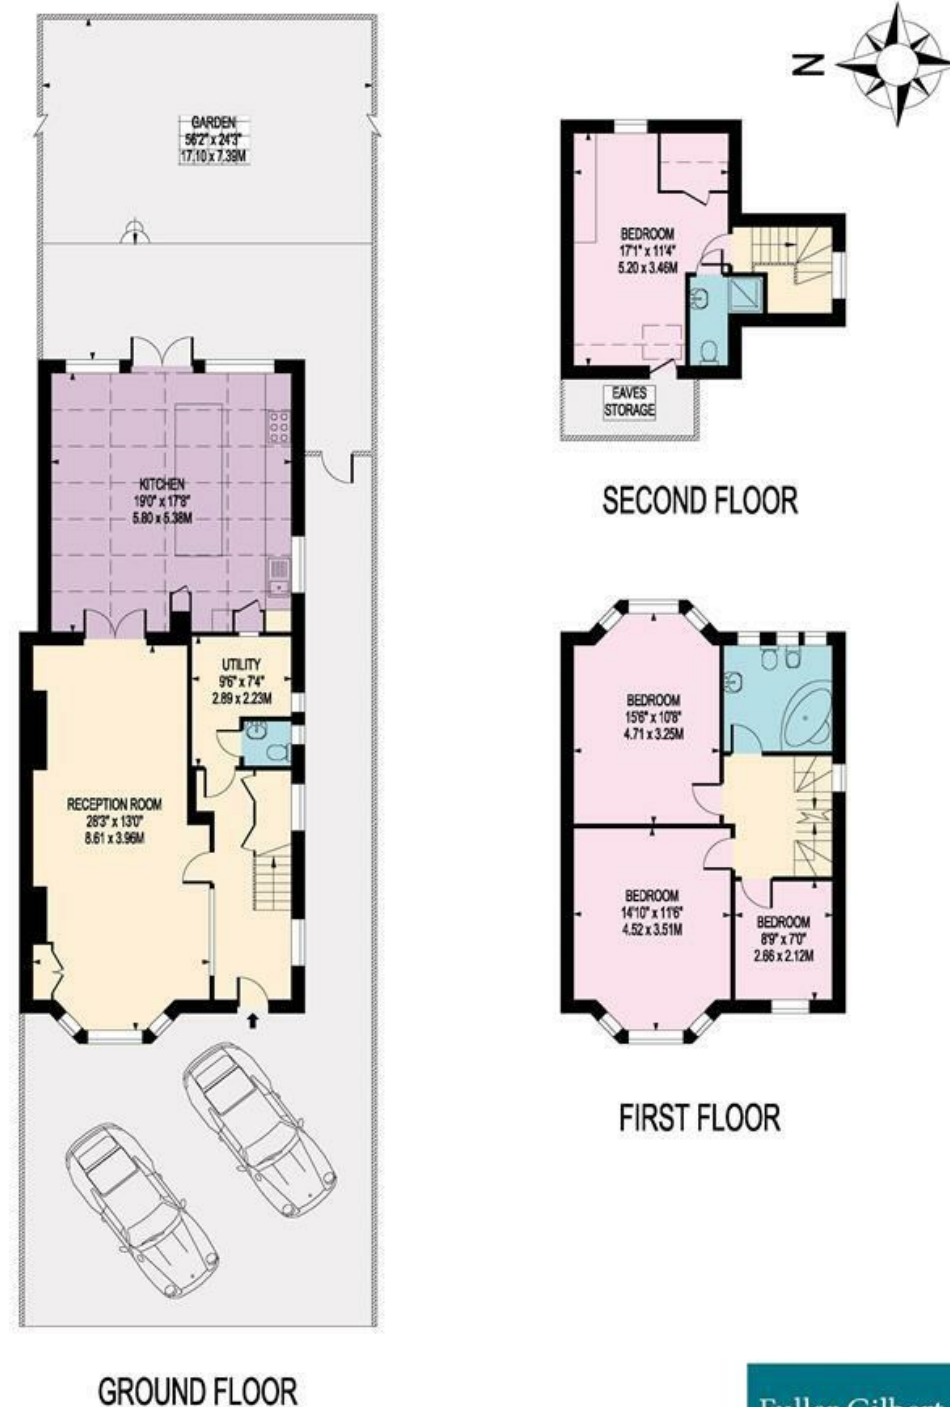 GARDEN
56'2" x 24'3"
17.10 x 7.39M
KITCHEN
19'0" x 17'8"
5.80 x 5.38M
UTILITY
9'6" x 7'4"
2.89 x 2.23M
RECEPTION ROOM
28'3" x 13'0"
8.61 x 3.96M
GROUND FLOOR
N
BEDROOM
17'1" x 11'4"
5.20 x 3.46M
EAVES
STORAGE
SECOND FLOOR
BEDROOM
15'6" x 10'8"
4.71 x 3.25M
BEDROOM
14'10" x 11'6"
4.52 x 3.51M
BEDROOM
8'9" x 7'0"
2.66 x 2.12M
FIRST FLOOR
Fuller Gilbert